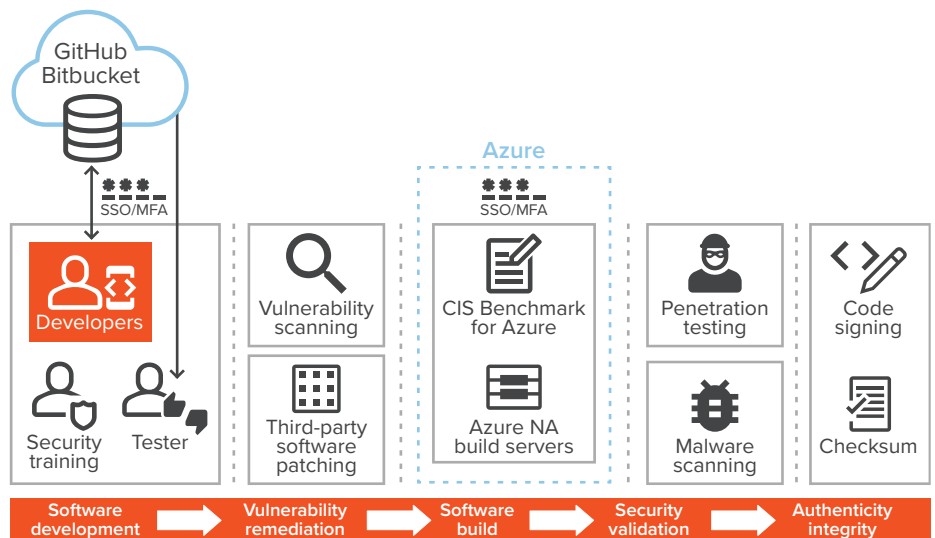 GitHub
Bitbucket
SSO/MFA
Developers
Security
training
Tester
Vulnerability
scanning
Third-party
software
patching
Azure
SSO/MFA
CIS Benchmark
for Azure
Azure NA
build servers
Penetration
testing
Malware
scanning
Code
signing
Checksum
Software
development
Vulnerability
remediation
Software
build
Security
validation
Authenticity
integrity